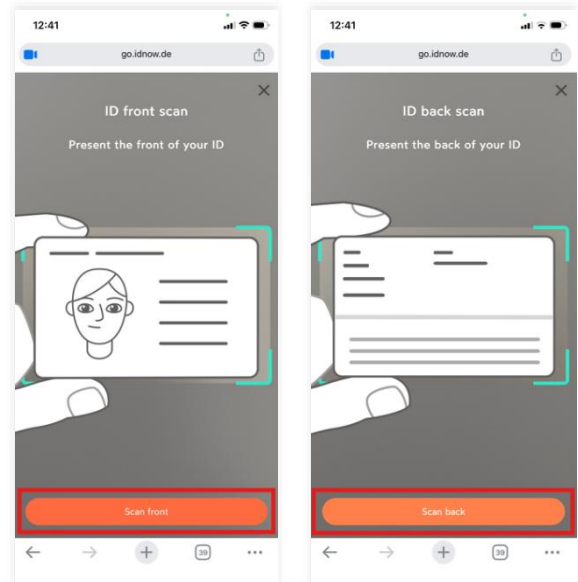 12:41
go.idnow.de
ID front scan
Present the front of your ID
Scan front
39
12:41
go.idnow.de
ID back scan
Present the back of your ID
Scan back
39